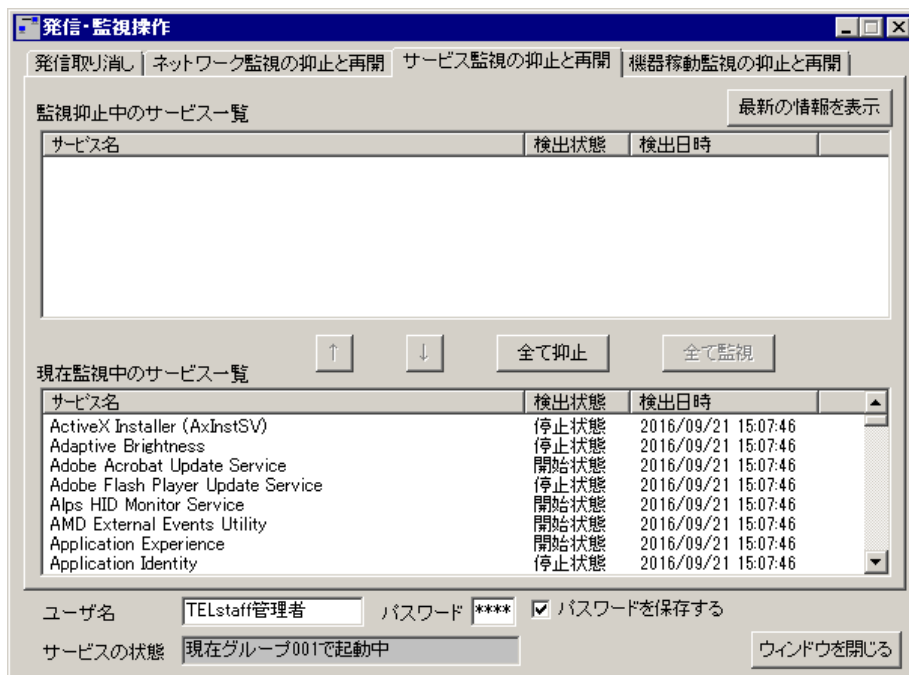 発信・監視操作
発信取り消し ネットワーク監視の抑止と再開 サービス監視の抑止と再開 機器稼動監視の抑止と再開
監視抑止中のサービス一覧 最新の情報を表示
サービス名 検出状態 検出日時
↑ ↓ 全て抑止 全て監視
現在監視中のサービス一覧
サービス名 検出状態 検出日時
ActiveX Installer (AxInstSV) 停止状態 2016/09/21 15:07:46
Adaptive Brightness 停止状態 2016/09/21 15:07:46
Adobe Acrobat Update Service 開始状態 2016/09/21 15:07:46
Adobe Flash Player Update Service 停止状態 2016/09/21 15:07:46
Alps HID Monitor Service 開始状態 2016/09/21 15:07:46
AMD External Events Utility 開始状態 2016/09/21 15:07:46
Application Experience 開始状態 2016/09/21 15:07:46
Application Identity 停止状態 2016/09/21 15:07:46
ユーザ名 TELstaff管理者 パスワード **** パスワードを保存する
サービスの状態 現在グループ001で起動中 ウィンドウを閉じる